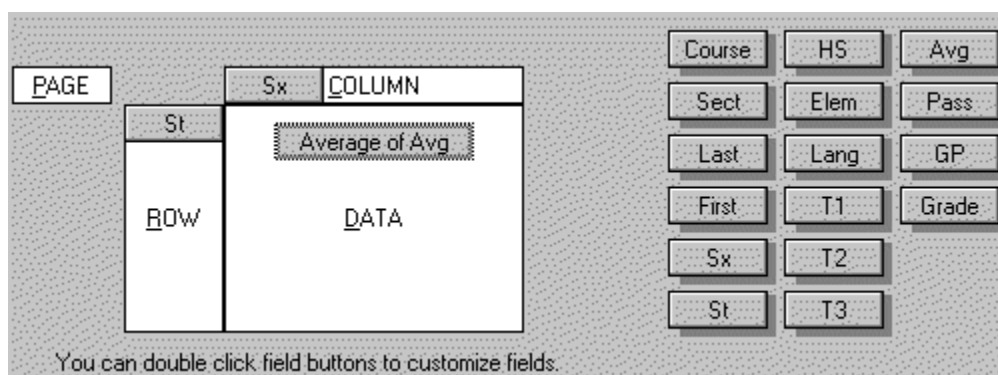 PAGE
Sx COLUMN
St
Average of Avg
ROW
DATA
Course HS Avg
Sect Elem Pass
Last Lang GP
First T1 Grade
Sx T2
St T3
You can double click field buttons to customize fields.